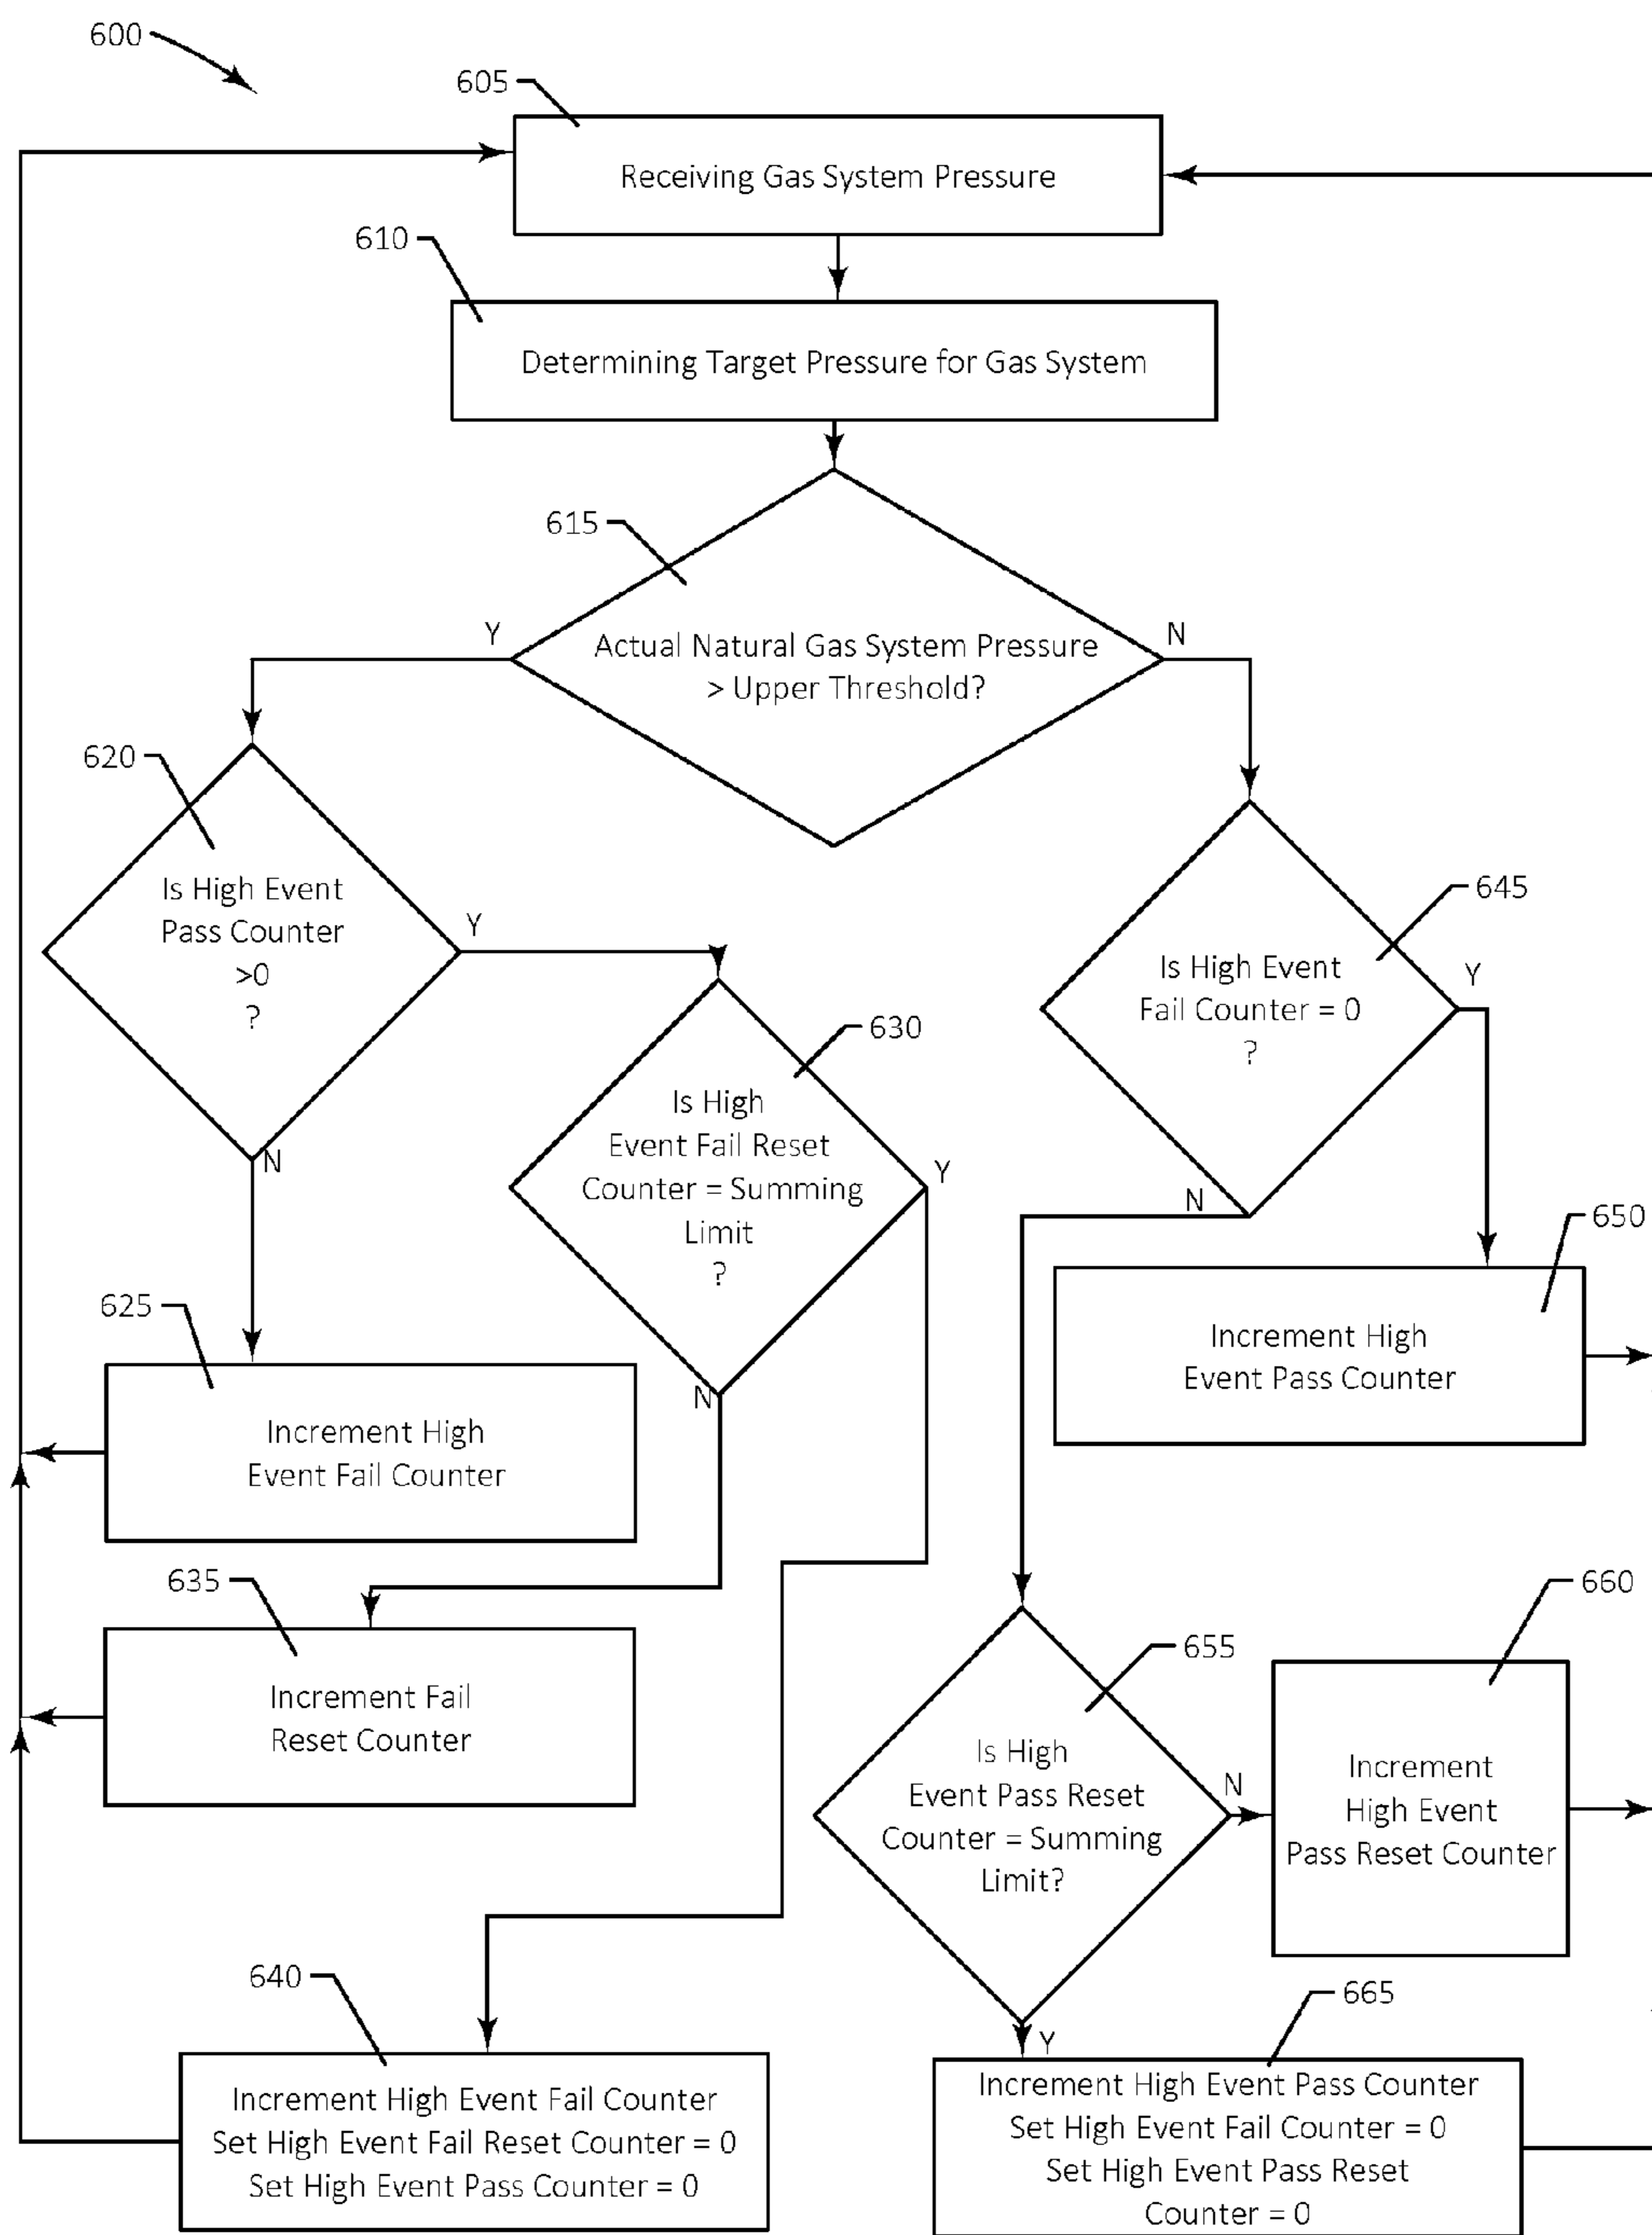 600
605
Receiving Gas System Pressure
610
Determining Target Pressure for Gas System
615
Y
N
Actual Natural Gas System Pressure
> Upper Threshold?
620
Is High Event
Pass Counter
>0
?
Y
N
645
Is High Event
Fail Counter = 0
?
Y
N
630
Is High
Event Fail Reset
Counter = Summing
Limit
?
Y
N
650
Increment High
Event Pass Counter
625
Increment High
Event Fail Counter
635
Increment Fail
Reset Counter
655
Is High
Event Pass Reset
Counter = Summing
Limit?
N
Y
660
Increment
High Event
Pass Reset Counter
640
Increment High Event Fail Counter
Set High Event Fail Reset Counter = 0
Set High Event Pass Counter = 0
665
Increment High Event Pass Counter
Set High Event Fail Counter = 0
Set High Event Pass Reset
Counter = 0